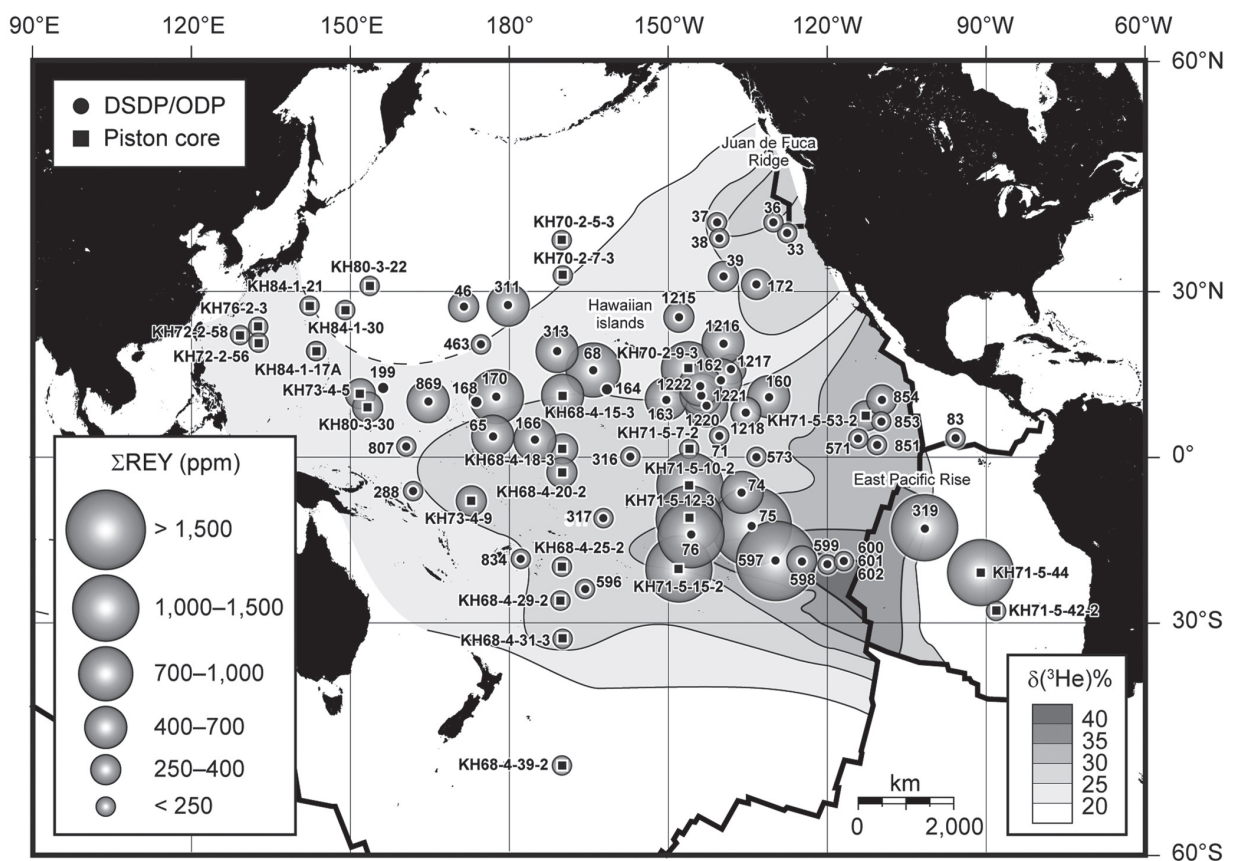 90°E 120°E 150°E 180° 150°W 120°W 90°W 60°W
60°N
DSDP/ODP
Piston core
Juan de Fuca
Ridge
37
36
38
33
KH70-2-5-3
KH70-2-7-3
39
172
KH80-3-22
KH84-1-21
30°N
KH76-2-3
46
311
1215
Hawaiian
islands
KH84-1-30
KH72-2-58
KH72-2-56
463
313
1216
KH84-1-17A
68
KH70-2-9-3
162
1217
199
KH73-4-5
869
168
170
164
1222
1221
160
854
KH80-3-30
KH68-4-15-3
163
1220
1218
KH71-5-53-2
853
83
65
166
KH71-5-7-2
71
571
851
807
KH68-4-18-3
316
573
0°
KH71-5-10-2
East Pacific Rise
288
KH68-4-20-2
74
KH71-5-12-3
KH73-4-9
317
75
319
76
834
KH68-4-25-2
597
599
600
601
602
598
KH71-5-44
596
KH71-5-15-2
KH68-4-29-2
KH71-5-42-2
30°S
KH68-4-31-3
KH68-4-39-2
ΣREY (ppm)
> 1,500
1,000–1,500
700–1,000
400–700
250–400
< 250
δ(³He)%
40
35
30
25
20
km
0 2,000
60°S